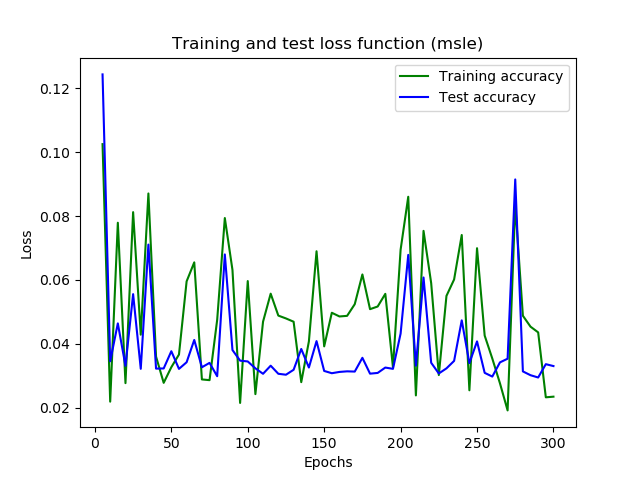 Training and test loss function (msle)
Training accuracy
Test accuracy
0.12
0.10
0.08
0.06
0.04
0.02
Loss
0 50 100 150 200 250 300
Epochs